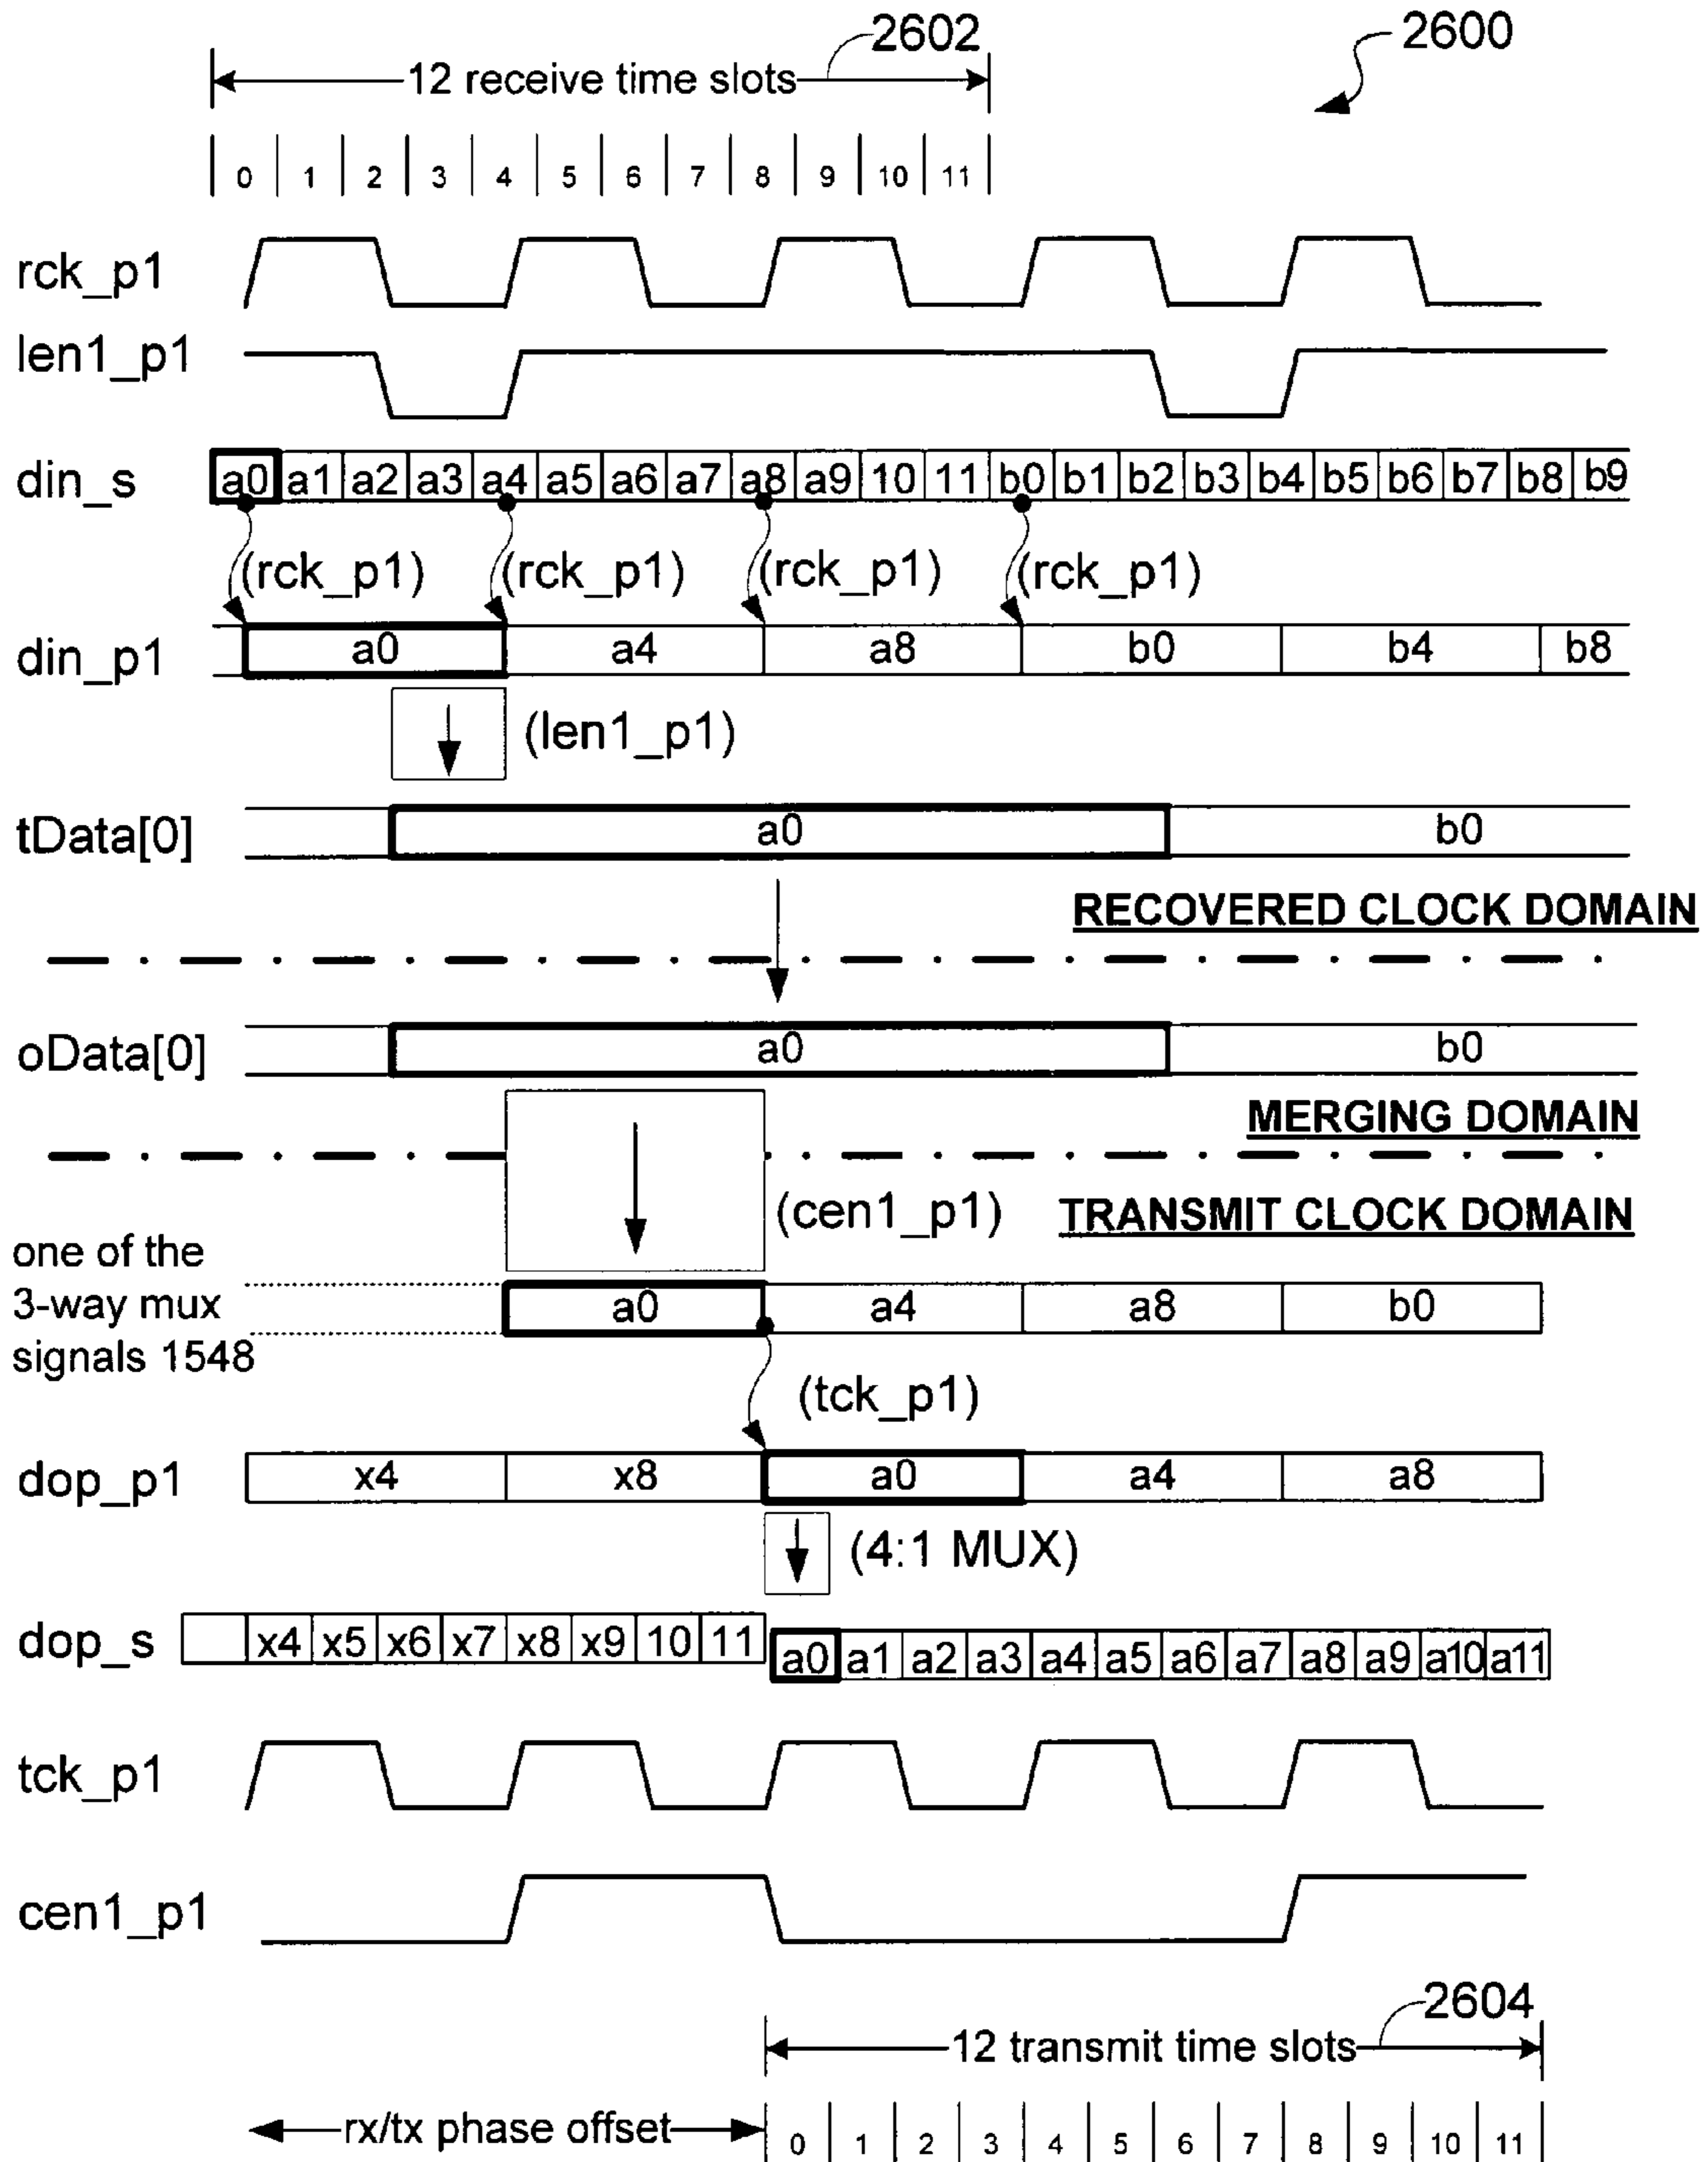 2602
2600
12 receive time slots
0 1 2 3 4 5 6 7 8 9 10 11
rck_p1
len1_p1
din_s a0 a1 a2 a3 a4 a5 a6 a7 a8 a9 10 11 b0 b1 b2 b3 b4 b5 b6 b7 b8 b9
(rck_p1) (rck_p1) (rck_p1) (rck_p1)
din_p1 a0 a4 a8 b0 b4 b8
(len1_p1)
tData[0] a0 b0
RECOVERED CLOCK DOMAIN
oData[0] a0 b0
MERGING DOMAIN
(cen1_p1) TRANSMIT CLOCK DOMAIN
one of the
3-way mux a0 a4 a8 b0
signals 1548
(tck_p1)
dop_p1 x4 x8 a0 a4 a8
(4:1 MUX)
dop_s x4 x5 x6 x7 x8 x9 10 11 a0 a1 a2 a3 a4 a5 a6 a7 a8 a9 a10 a11
tck_p1
cen1_p1
2604
12 transmit time slots
rx/tx phase offset 0 1 2 3 4 5 6 7 8 9 10 11